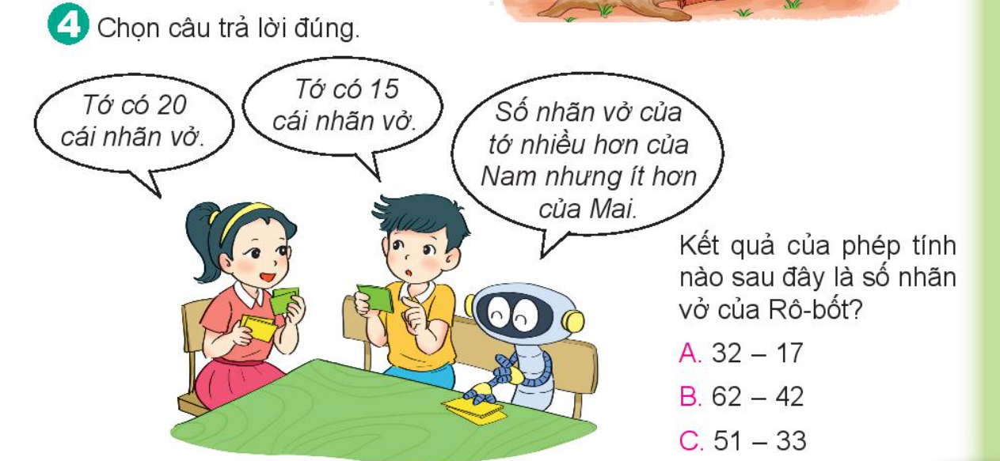 4 Chọn câu trả lời đúng.
Tớ có 20
cái nhãn vở.
Tớ có 15
cái nhãn vở.
Số nhãn vở của
tớ nhiều hơn của
Nam nhưng ít hơn
của Mai.
Kết quả của phép tính
nào sau đây là số nhãn
vở của Rô-bốt?
A. 32 – 17
B. 62 – 42
C. 51 – 33